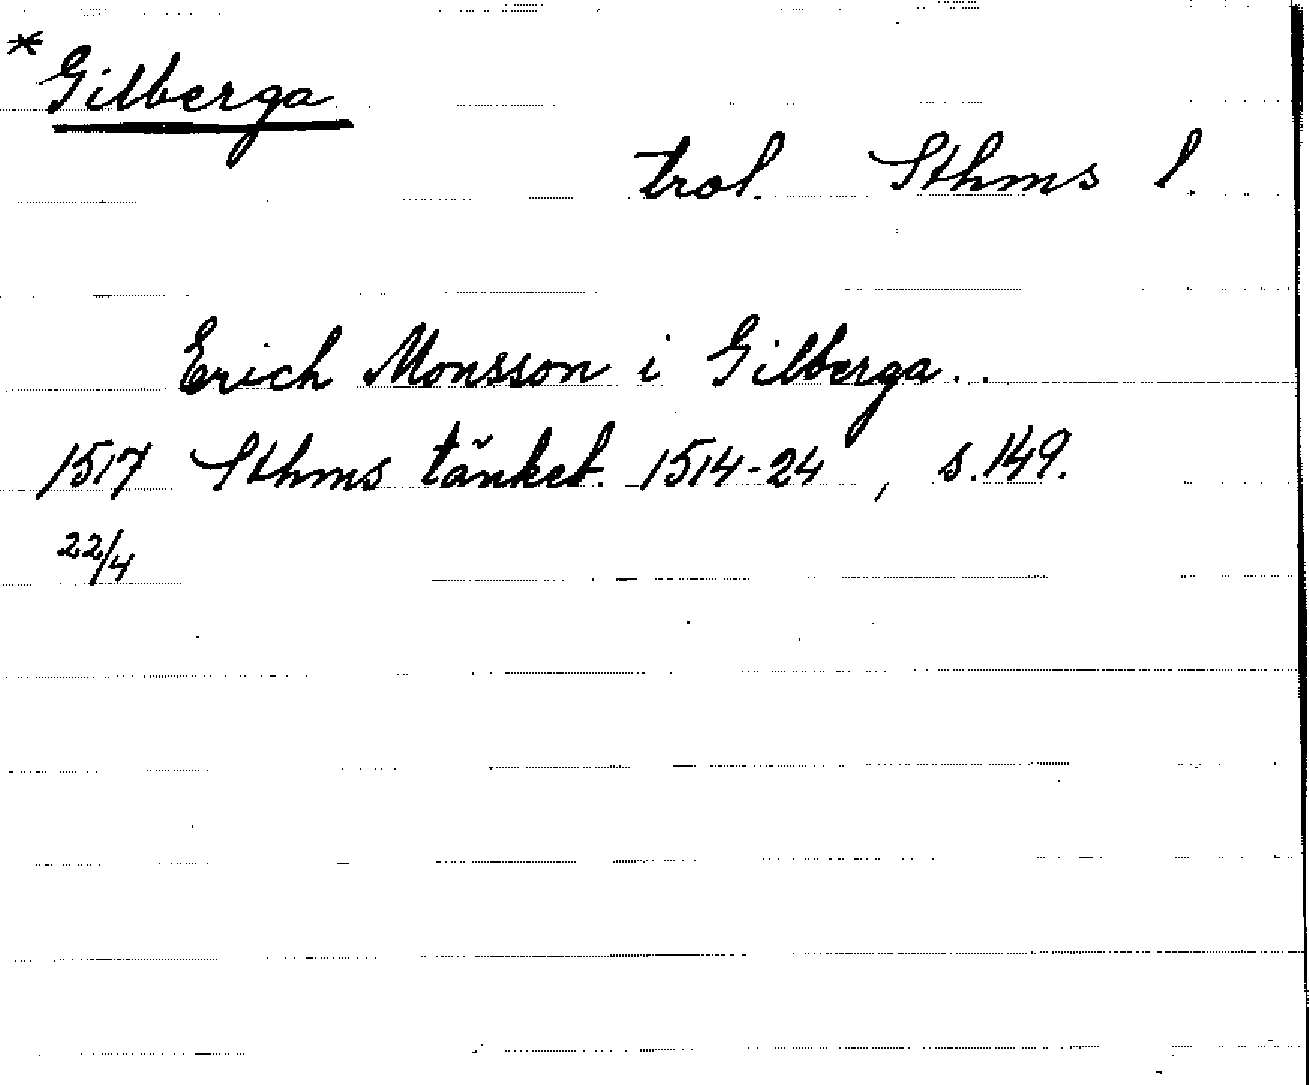 * Gilberga
trol. Sthms l.
Erich Monsson i Gilberga..
1517 Sthms tänkeb. 1514-24, s. 149.
22/4